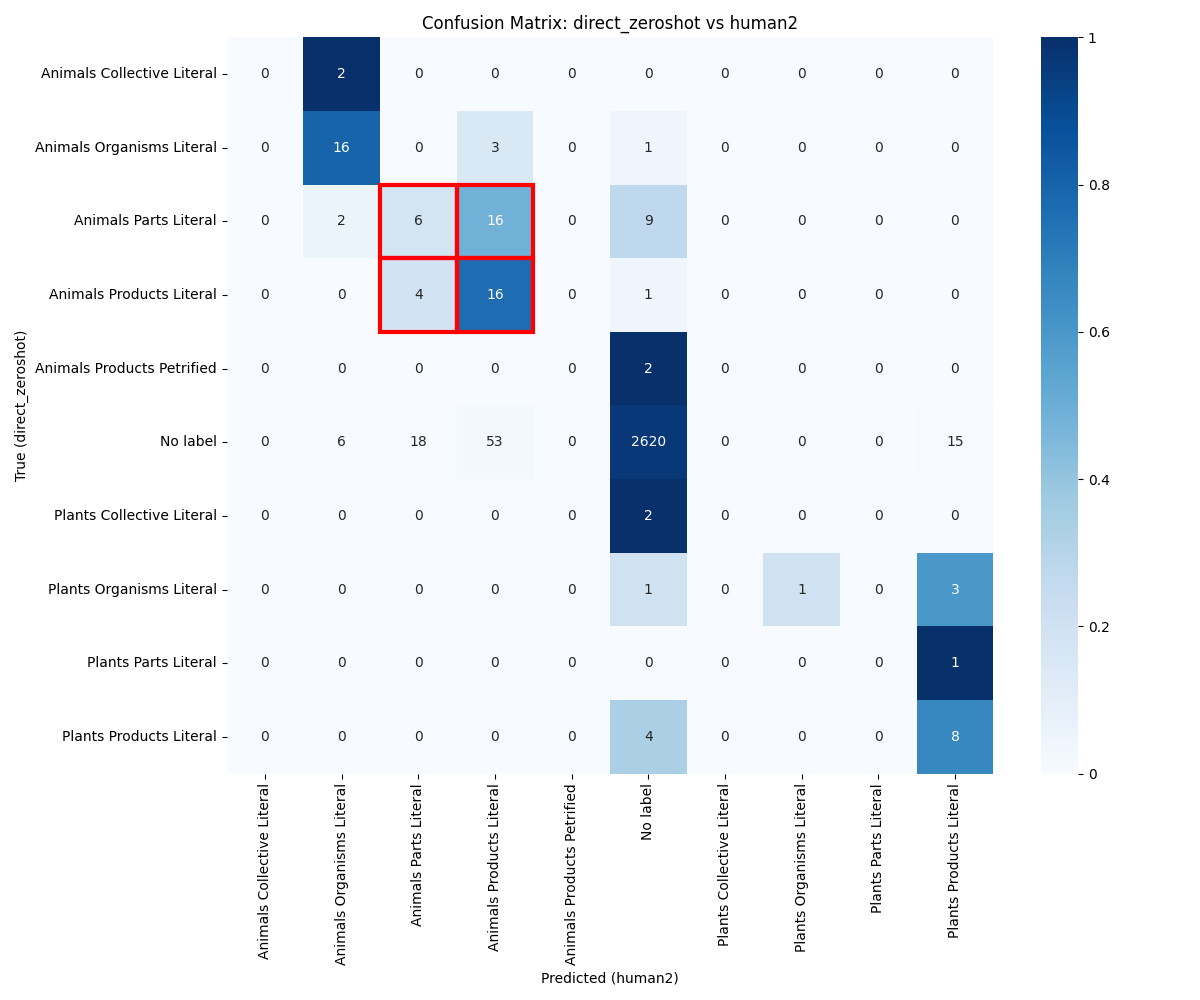 Confusion Matrix: direct_zeroshot vs human2
Animals Collective Literal 0 2 0 0 0 0 0 0 0 0
Animals Organisms Literal 0 16 0 3 0 1 0 0 0 0
Animals Parts Literal 0 2 6 16 0 9 0 0 0 0
Animals Products Literal 0 0 4 16 0 1 0 0 0 0
Animals Products Petrified 0 0 0 0 0 2 0 0 0 0
No label 0 6 18 53 0 2620 0 0 0 15
Plants Collective Literal 0 0 0 0 0 2 0 0 0 0
Plants Organisms Literal 0 0 0 0 0 1 0 1 0 3
Plants Parts Literal 0 0 0 0 0 0 0 0 0 1
Plants Products Literal 0 0 0 0 0 4 0 0 0 8
True (direct_zeroshot)
Animals Collective Literal
Animals Organisms Literal
Animals Parts Literal
Animals Products Literal
Animals Products Petrified
No label
Plants Collective Literal
Plants Organisms Literal
Plants Parts Literal
Plants Products Literal
Predicted (human2)
1
0.8
0.6
0.4
0.2
0